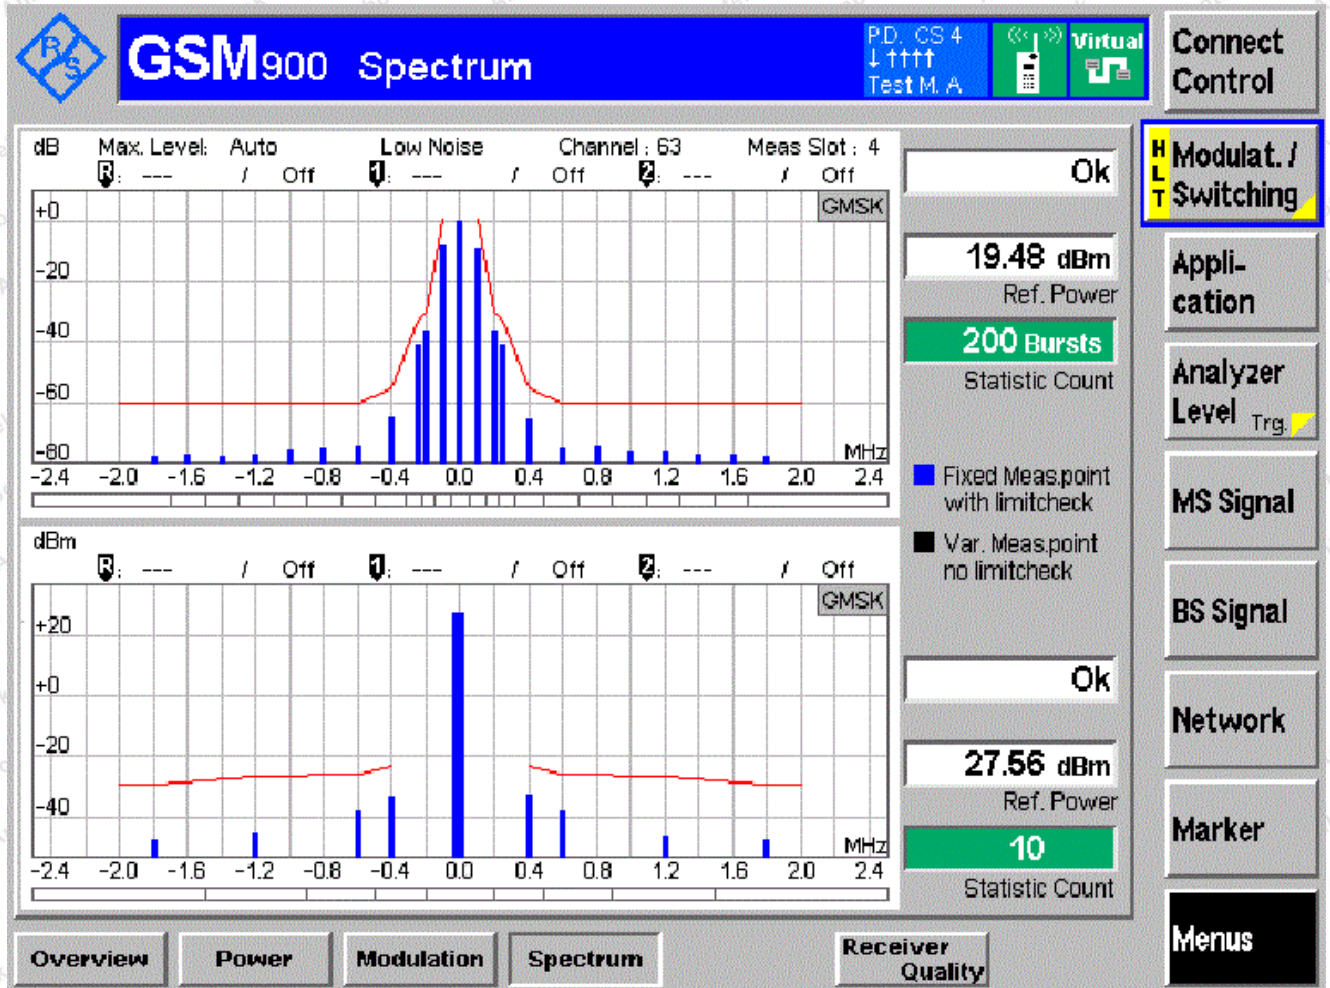 R S
GSM900 Spectrum
P.D. CS 4
↓ ↑↑↑↑
Test M. A.
Virtual
Connect
Control
dB Max. Level: Auto Low Noise Channel : 63 Meas Slot : 4
R: --- / Off 1: --- / Off 2: --- / Off
GMSK
+0
-20
-40
-60
-80
MHz
-2.4 -2.0 -1.6 -1.2 -0.8 -0.4 0.0 0.4 0.8 1.2 1.6 2.0 2.4
Ok
19.48 dBm
Ref. Power
200 Bursts
Statistic Count
Fixed Meas.point
with limitcheck
Var. Meas.point
no limitcheck
dBm
R: --- / Off 1: --- / Off 2: --- / Off
GMSK
+20
+0
-20
-40
MHz
-2.4 -2.0 -1.6 -1.2 -0.8 -0.4 0.0 0.4 0.8 1.2 1.6 2.0 2.4
Ok
27.56 dBm
Ref. Power
10
Statistic Count
HLT
Modulat. /
Switching
Appli-
cation
Analyzer
Level Trg.
MS Signal
BS Signal
Network
Marker
Menus
Overview
Power
Modulation
Spectrum
Receiver
Quality